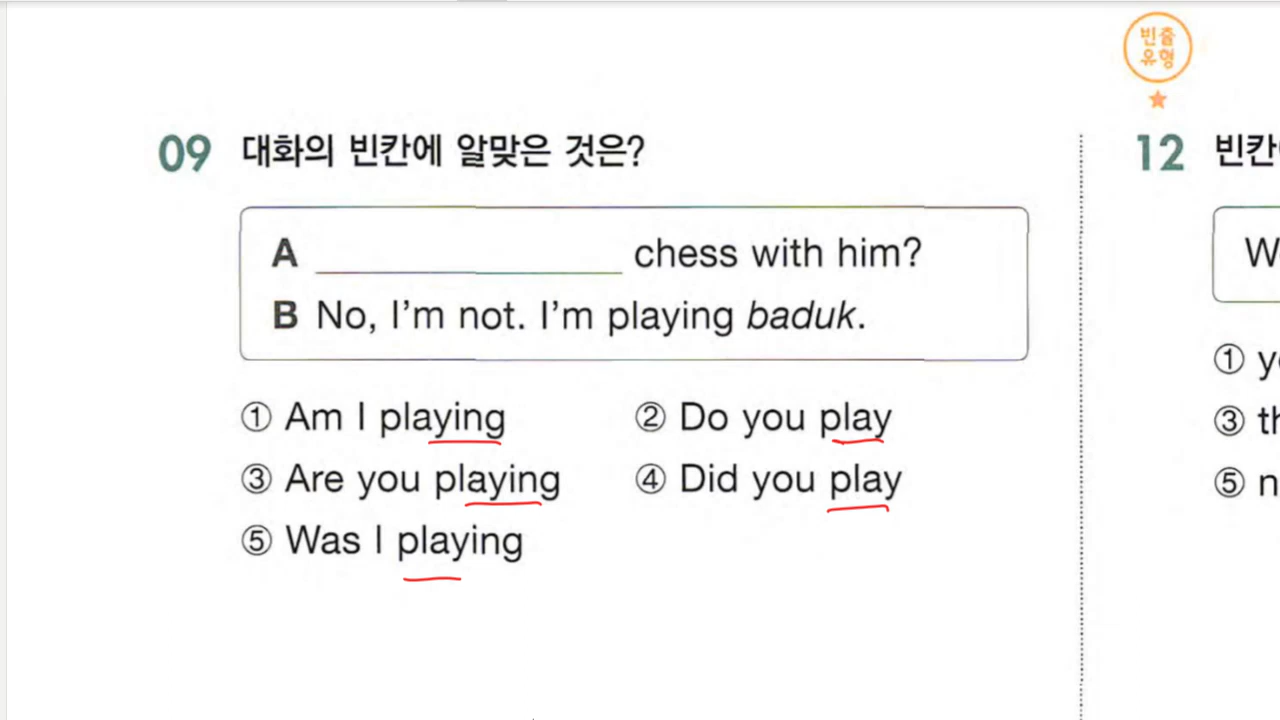 빈출
유형
09 대화의 빈칸에 알맞은 것은?
A ____________ chess with him?
B No, I'm not. I'm playing baduk.
① Am I playing ② Do you play
③ Are you playing ④ Did you play
⑤ Was I playing
12 빈칸
①
③
⑤